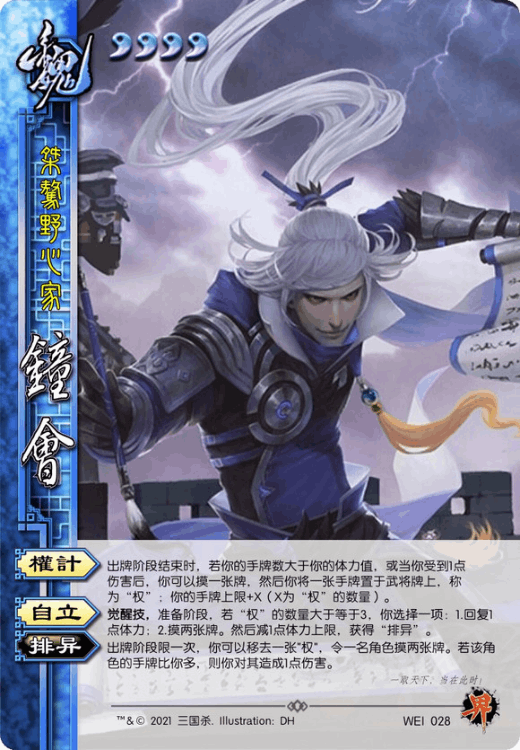 魏
桀驁野心家
鐘會
權計
出牌阶段结束时，若你的手牌数大于你的体力值，或当你受到1点
伤害后，你可以摸一张牌，然后你将一张手牌置于武将牌上，称
为“权”；你的手牌上限+X（X为“权”的数量）。
自立
觉醒技，准备阶段，若“权”的数量大于等于3，你选择一项：1.回复1
点体力；2.摸两张牌。然后减1点体力上限，获得“排异”。
排异
出牌阶段限一次，你可以移去一张"权"，令一名角色摸两张牌。若该角
色的手牌比你多，则你对其造成1点伤害。
—取天下，当在此时！
界
™&© 2021 三国杀. Illustration: DH
WEI 028